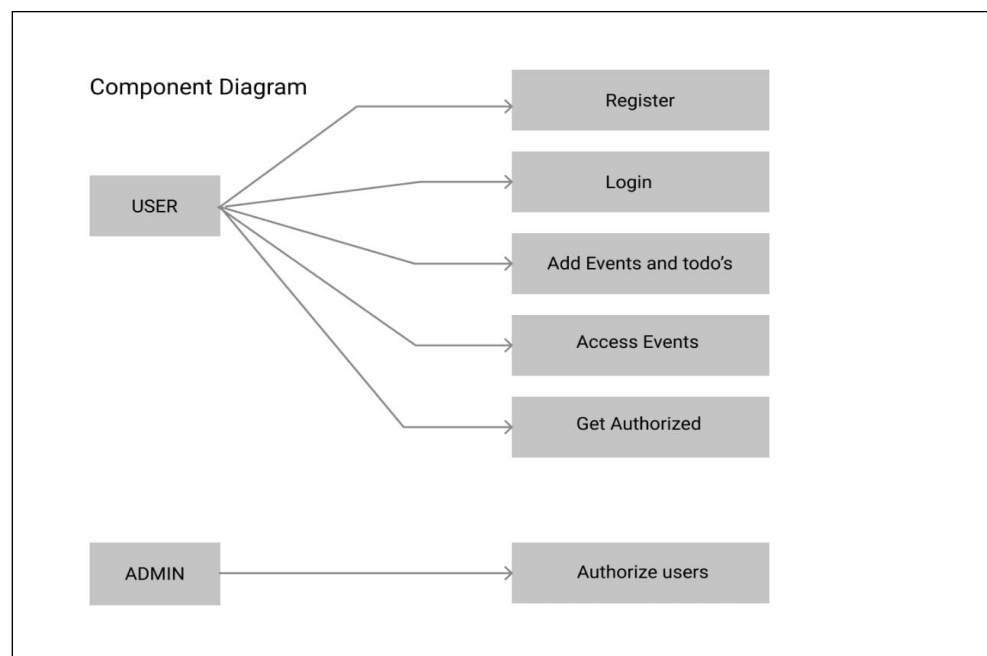 Component Diagram
Register
Login
USER
Add Events and todo’s
Access Events
Get Authorized
ADMIN
Authorize users